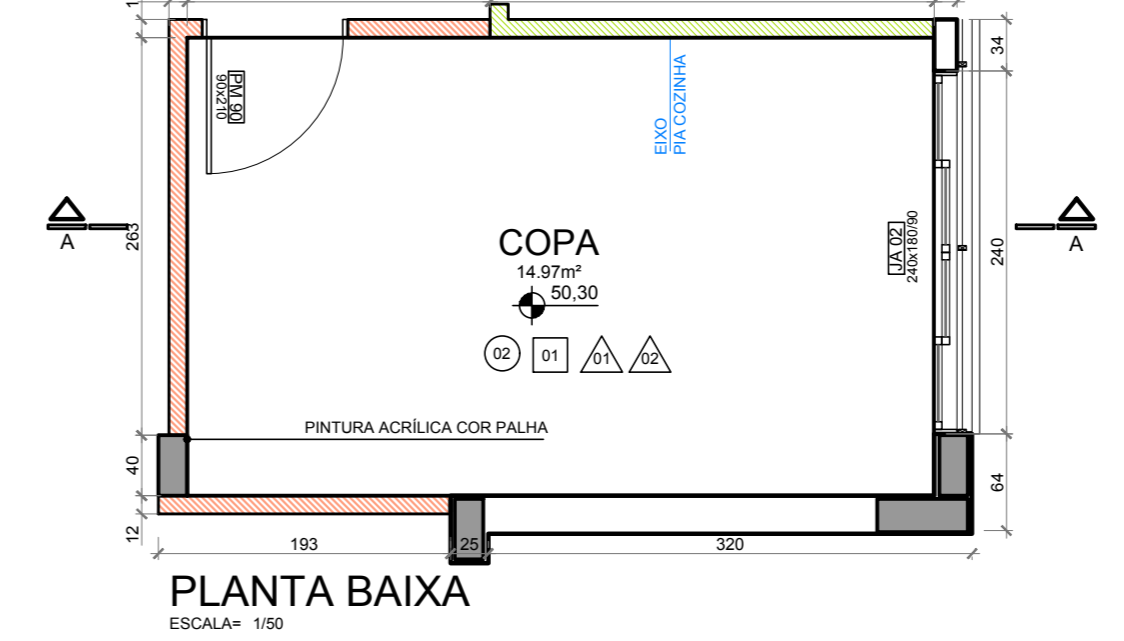 1
34
PM 90
90x210
EIXO
PIA COZINHA
263
A
COPA
14.97m²
50,30
02
01
01
02
JA 02
240x180/90
240
A
PINTURA ACRÍLICA COR PALHA
40
64
12
193
25
320
PLANTA BAIXA
ESCALA= 1/50